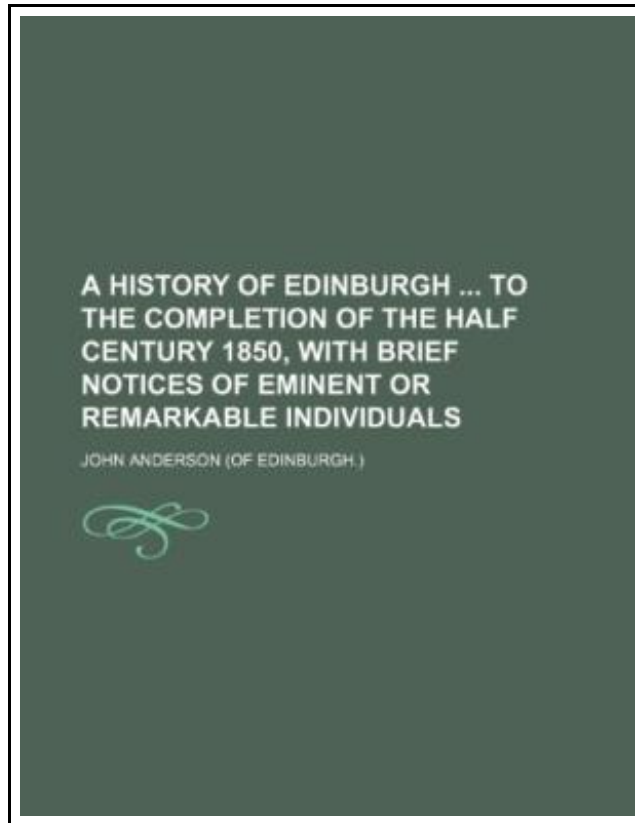 A HISTORY OF EDINBURGH ... TO
THE COMPLETION OF THE HALF
CENTURY 1850, WITH BRIEF
NOTICES OF EMINENT OR
REMARKABLE INDIVIDUALS
JOHN ANDERSON (OF EDINBURGH.)